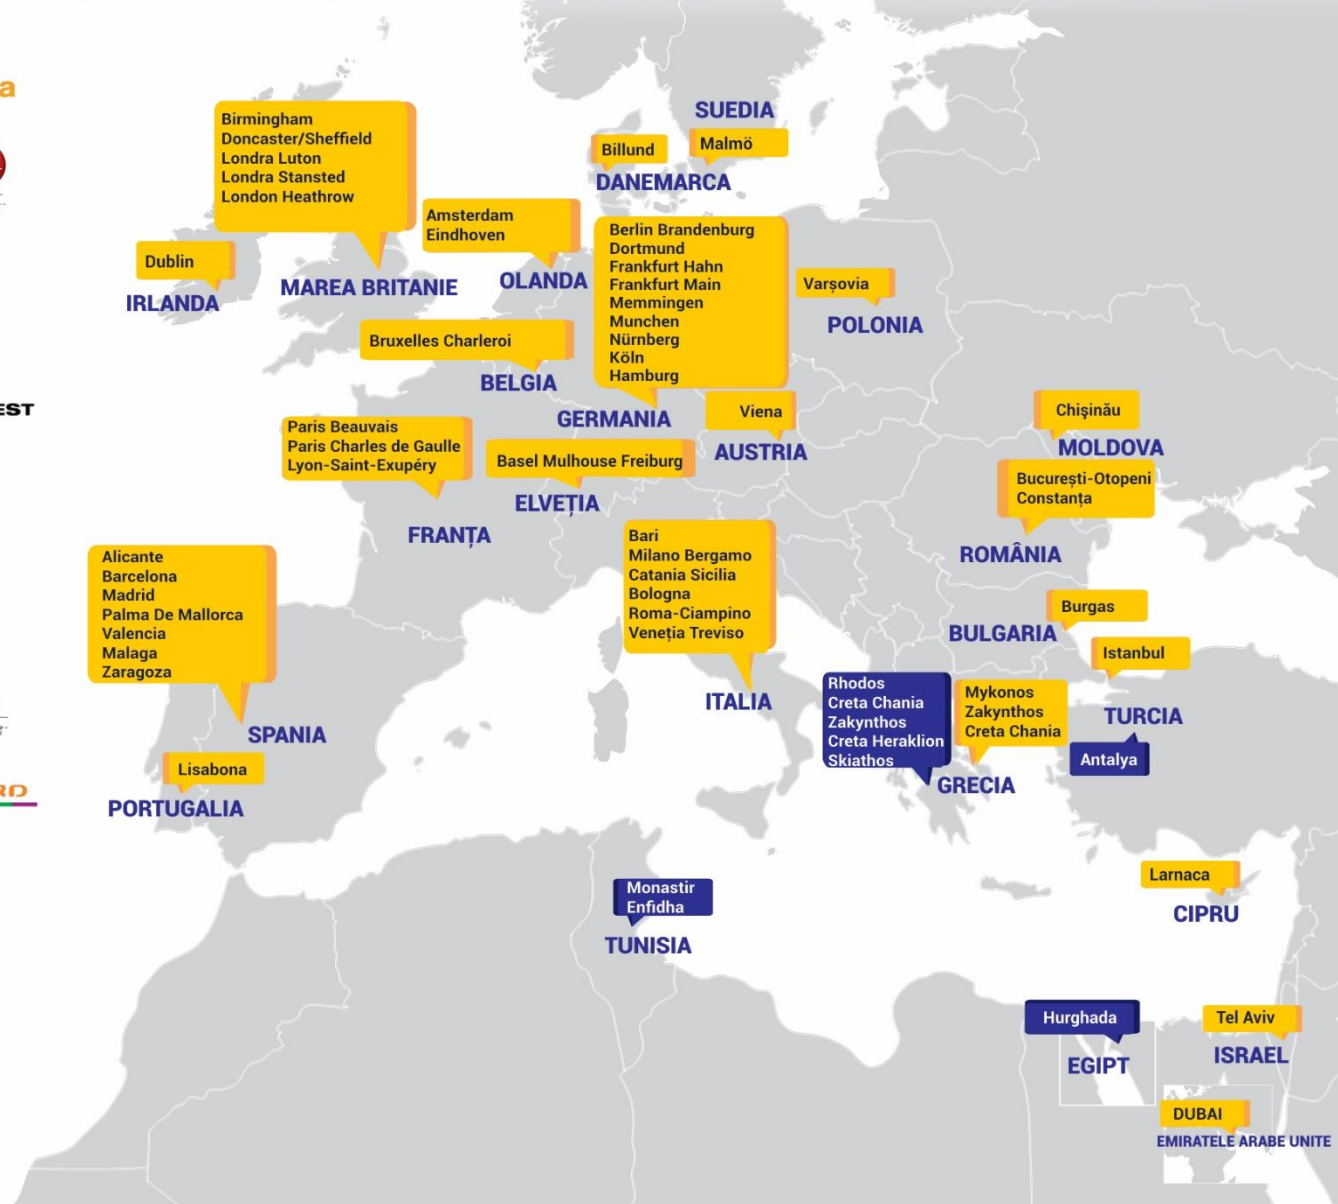 a
EST
RD
SUEDIA
Malmö
Billund
DANEMARCA
Birmingham
Doncaster/Sheffield
Londra Luton
Londra Stansted
London Heathrow
MAREA BRITANIE
Dublin
IRLANDA
Amsterdam
Eindhoven
OLANDA
Berlin Brandenburg
Dortmund
Frankfurt Hahn
Frankfurt Main
Memmingen
Munchen
Nürnberg
Köln
Hamburg
GERMANIA
Varșovia
POLONIA
Bruxelles Charleroi
BELGIA
Viena
AUSTRIA
Chişinău
MOLDOVA
Paris Beauvais
Paris Charles de Gaulle
Lyon-Saint-Exupéry
FRANȚA
Basel Mulhouse Freiburg
ELVEȚIA
București-Otopeni
Constanța
ROMÂNIA
Alicante
Barcelona
Madrid
Palma De Mallorca
Valencia
Malaga
Zaragoza
SPANIA
Bari
Milano Bergamo
Catania Sicilia
Bologna
Roma-Ciampino
Veneția Treviso
ITALIA
Burgas
BULGARIA
Istanbul
TURCIA
Antalya
Rhodos
Creta Chania
Zakynthos
Creta Heraklion
Skiathos
Mykonos
Zakynthos
Creta Chania
GRECIA
Lisabona
PORTUGALIA
Larnaca
CIPRU
Monastir
Enfidha
TUNISIA
Hurghada
EGIPT
Tel Aviv
ISRAEL
DUBAI
EMIRATELE ARABE UNITE